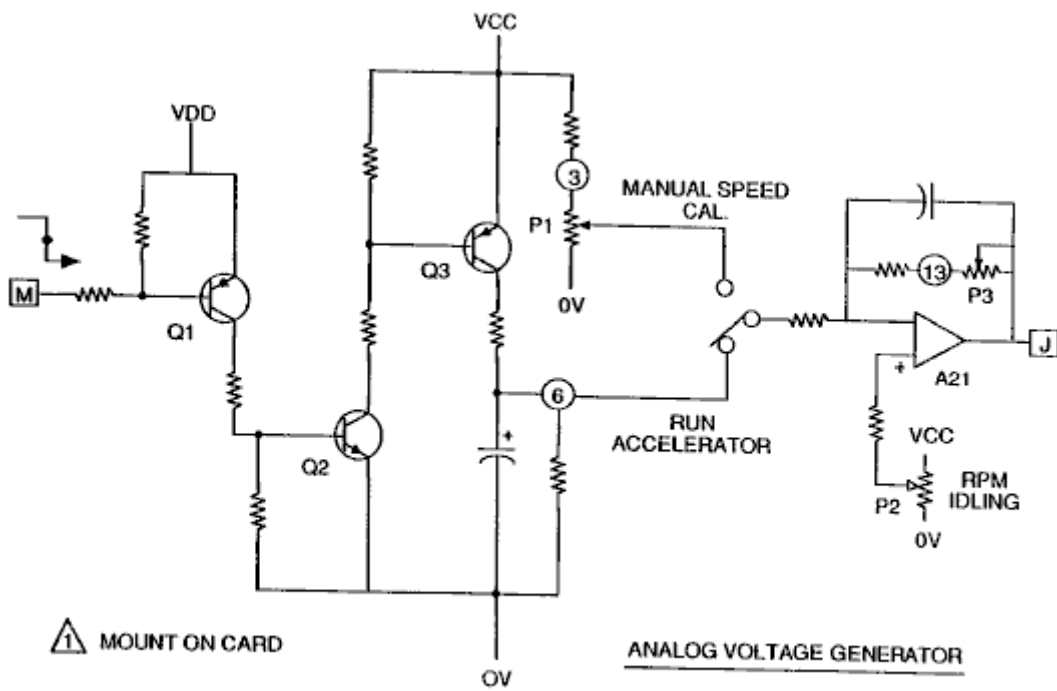 VCC
VDD
3
MANUAL SPEED
CAL.
P1
M
Q1
Q3
0V
13
P3
J
+
A21
6
+
RUN
ACCELERATOR
Q2
VCC
P2
RPM
IDLING
0V
1 MOUNT ON CARD
ANALOG VOLTAGE GENERATOR
OV